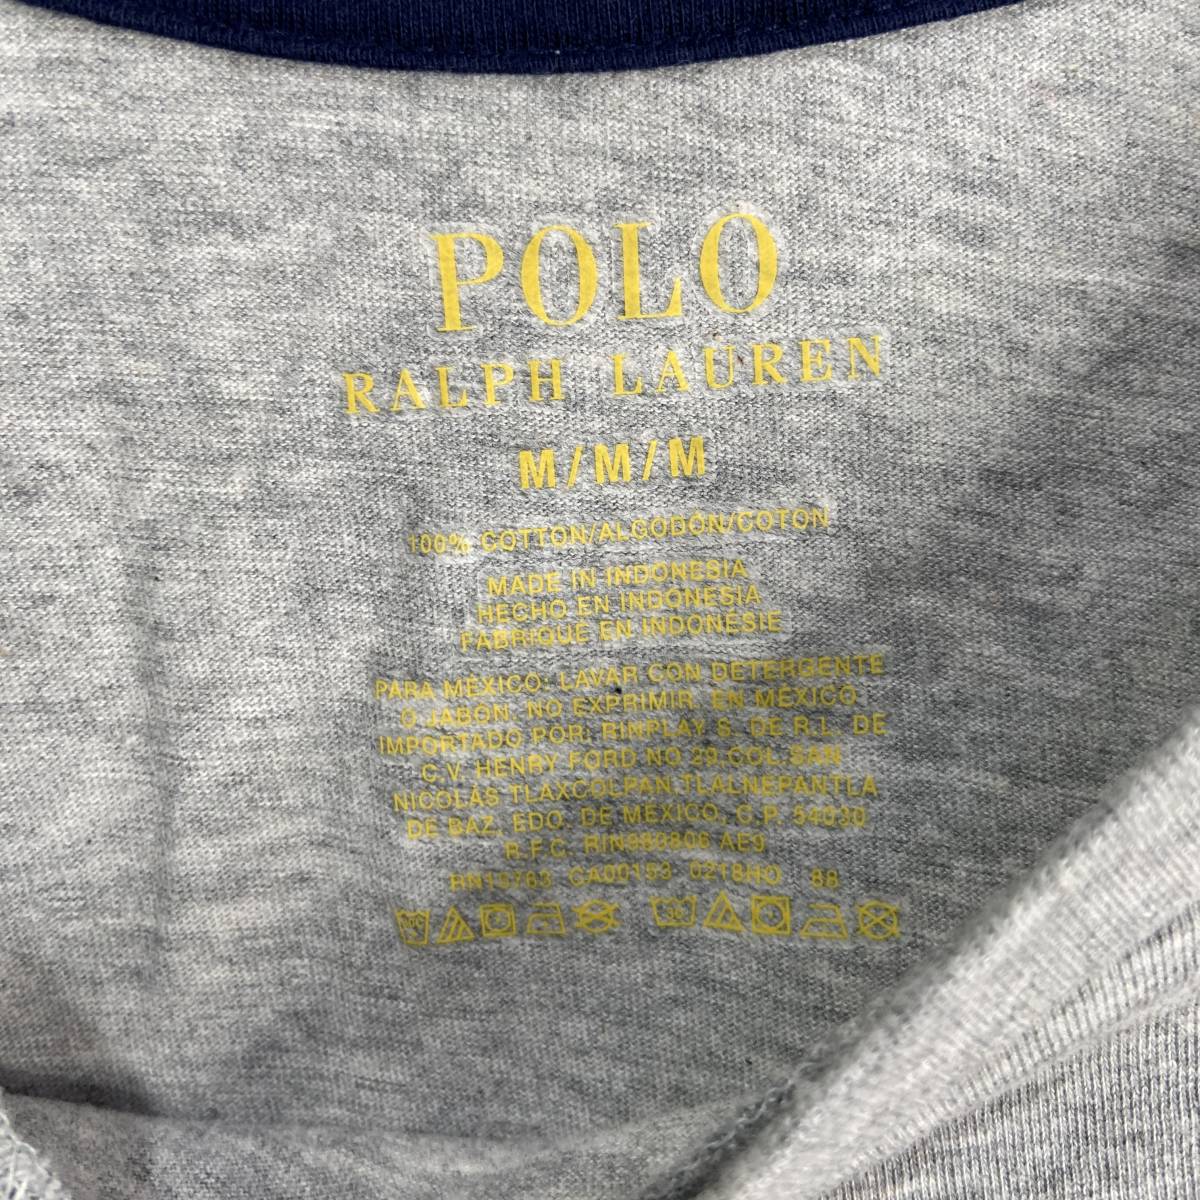 POLO
RALPH LAUREN
M/M/M
100% COTTON/ALGODÓN/COTON
MADE IN INDONESIA
HECHO EN INDONESIA
FABRIQUÉ EN INDONÉSIE
PARA MÉXICO: LAVAR CON DETERGENTE
O JABÓN. NO EXPRIMIR. EN MÉXICO
IMPORTADO POR: RINPLAY S. DE R.L. DE
C.V. HENRY FORD NO 29,COL.SAN
NICOLÁS TLAXCOLPAN,TLALNEPANTLA
DE BAZ, EDO. DE MÉXICO, C.P. 54030
R.F.C. RIN980806 AE9
RN15763 CA00153 0218HO 88